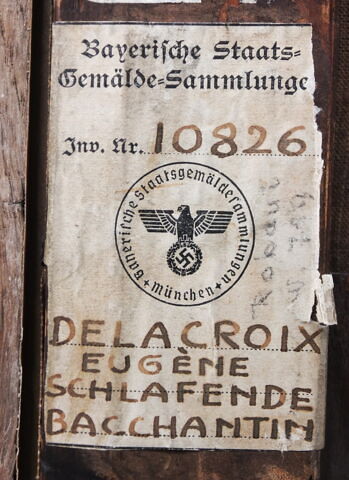 Bayerische Staats-
Gemälde-Sammlunge
Inv. Nr. 10826
Bayerische Staatsgemäldesammlungen
München
DELACROIX
EUGÈNE
SCHLAFENDE
BACCHANTIN